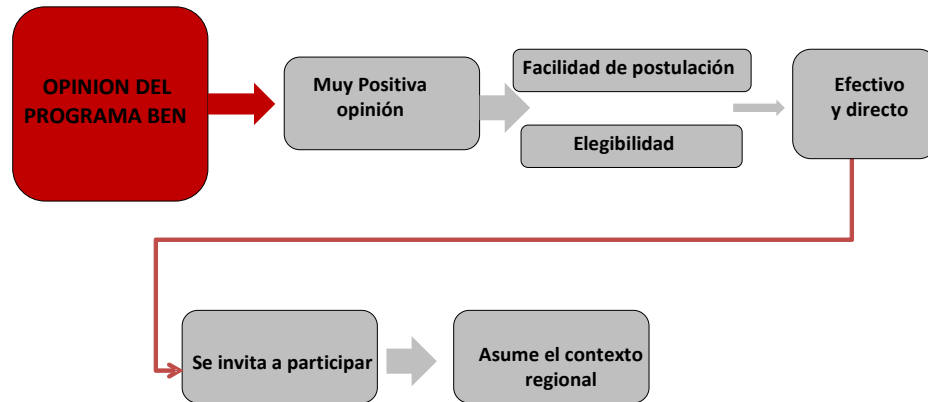 OPINION DEL
PROGRAMA BEN
Muy Positiva
opinión
Facilidad de postulación
Elegibilidad
Efectivo
y directo
Se invita a participar
Asume el contexto
regional